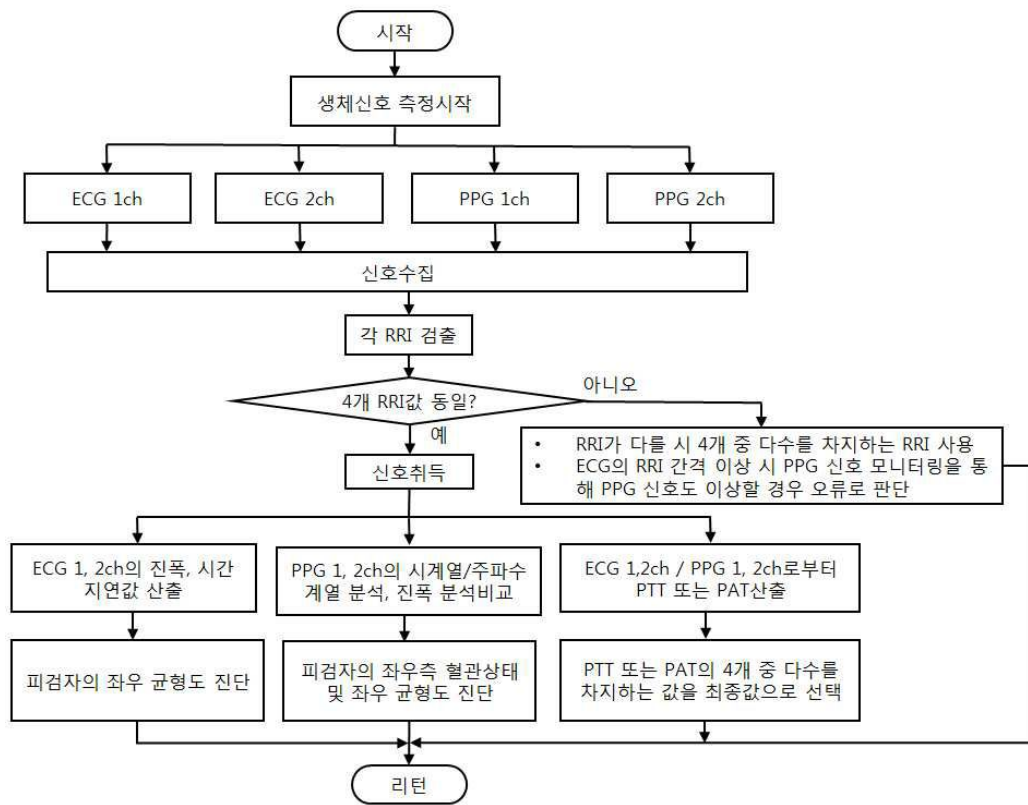 시작
생체신호 측정시작
ECG 1ch
ECG 2ch
PPG 1ch
PPG 2ch
신호수집
각 RRI 검출
4개 RRI값 동일?
아니오
예
• RRI가 다를 시 4개 중 다수를 차지하는 RRI 사용
• ECG의 RRI 간격 이상 시 PPG 신호 모니터링을 통
해 PPG 신호도 이상할 경우 오류로 판단
신호취득
ECG 1, 2ch의 진폭, 시간
지연값 산출
PPG 1, 2ch의 시계열/주파수
계열 분석, 진폭 분석비교
ECG 1,2ch / PPG 1, 2ch로부터
PTT 또는 PAT산출
피검자의 좌우 균형도 진단
피검자의 좌우측 혈관상태
및 좌우 균형도 진단
PTT 또는 PAT의 4개 중 다수를
차지하는 값을 최종값으로 선택
리턴